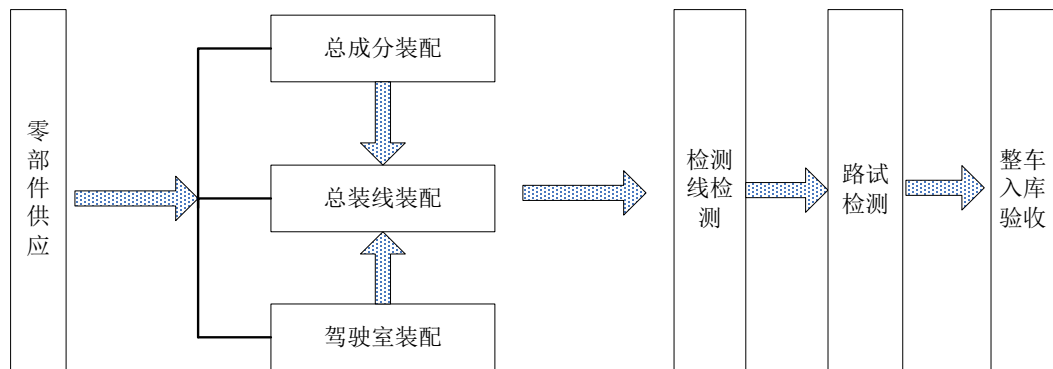 零
部
件
供
应
总成分装配
总装线装配
驾驶室装配
检测
线检
测
路试
检测
整车
入库
验收